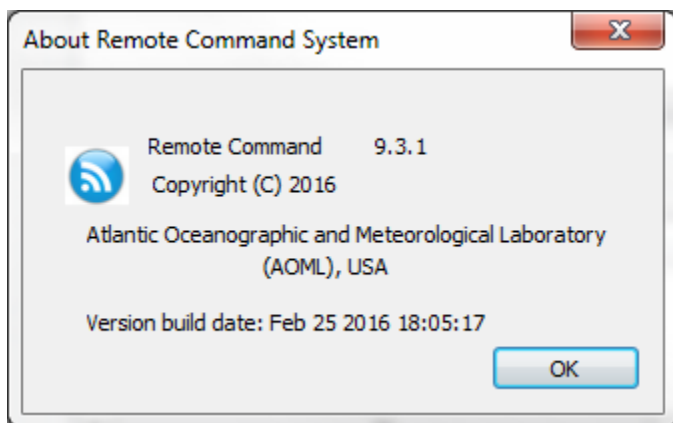 About Remote Command System
Remote Command 9.3.1
Copyright (C) 2016
Atlantic Oceanographic and Meteorological Laboratory
(AOML), USA
Version build date: Feb 25 2016 18:05:17
OK